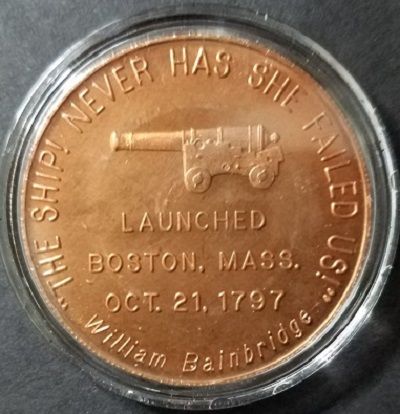 "THE SHIP! NEVER HAS SHE FAILED US!"
LAUNCHED
BOSTON, MASS.
OCT. 21, 1797
William Bainbridge